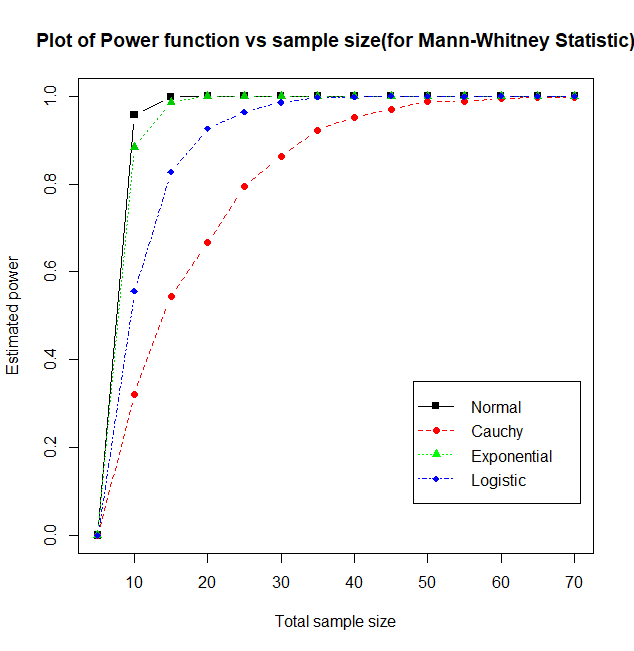 Plot of Power function vs sample size(for Mann-Whitney Statistic)
1.0
0.8
0.6
0.4
0.2
0.0
Estimated power
Normal
Cauchy
Exponential
Logistic
10 20 30 40 50 60 70
Total sample size